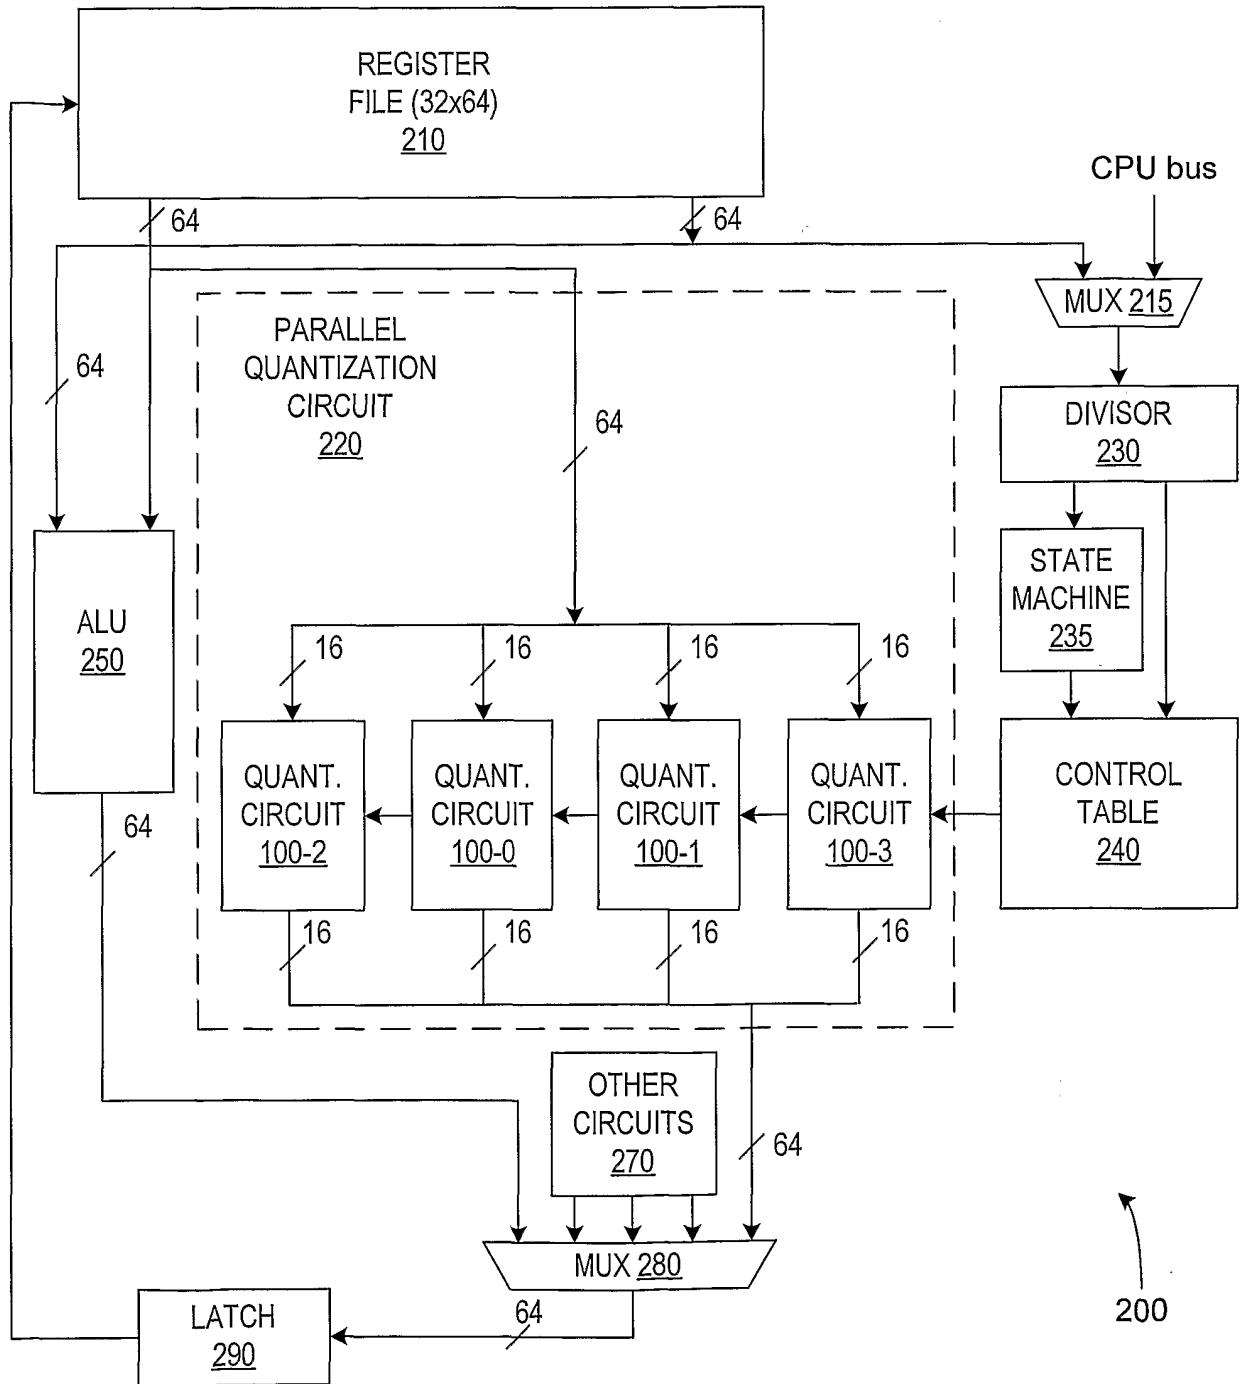 REGISTER
FILE (32x64)
210
CPU bus
64
64
MUX 215
PARALLEL
QUANTIZATION
CIRCUIT
220
64
64
DIVISOR
230
STATE
MACHINE
235
ALU
250
16
16
16
16
QUANT.
CIRCUIT
100-2
QUANT.
CIRCUIT
100-0
QUANT.
CIRCUIT
100-1
QUANT.
CIRCUIT
100-3
CONTROL
TABLE
240
64
16
16
16
16
OTHER
CIRCUITS
270
64
MUX 280
LATCH
290
64
200